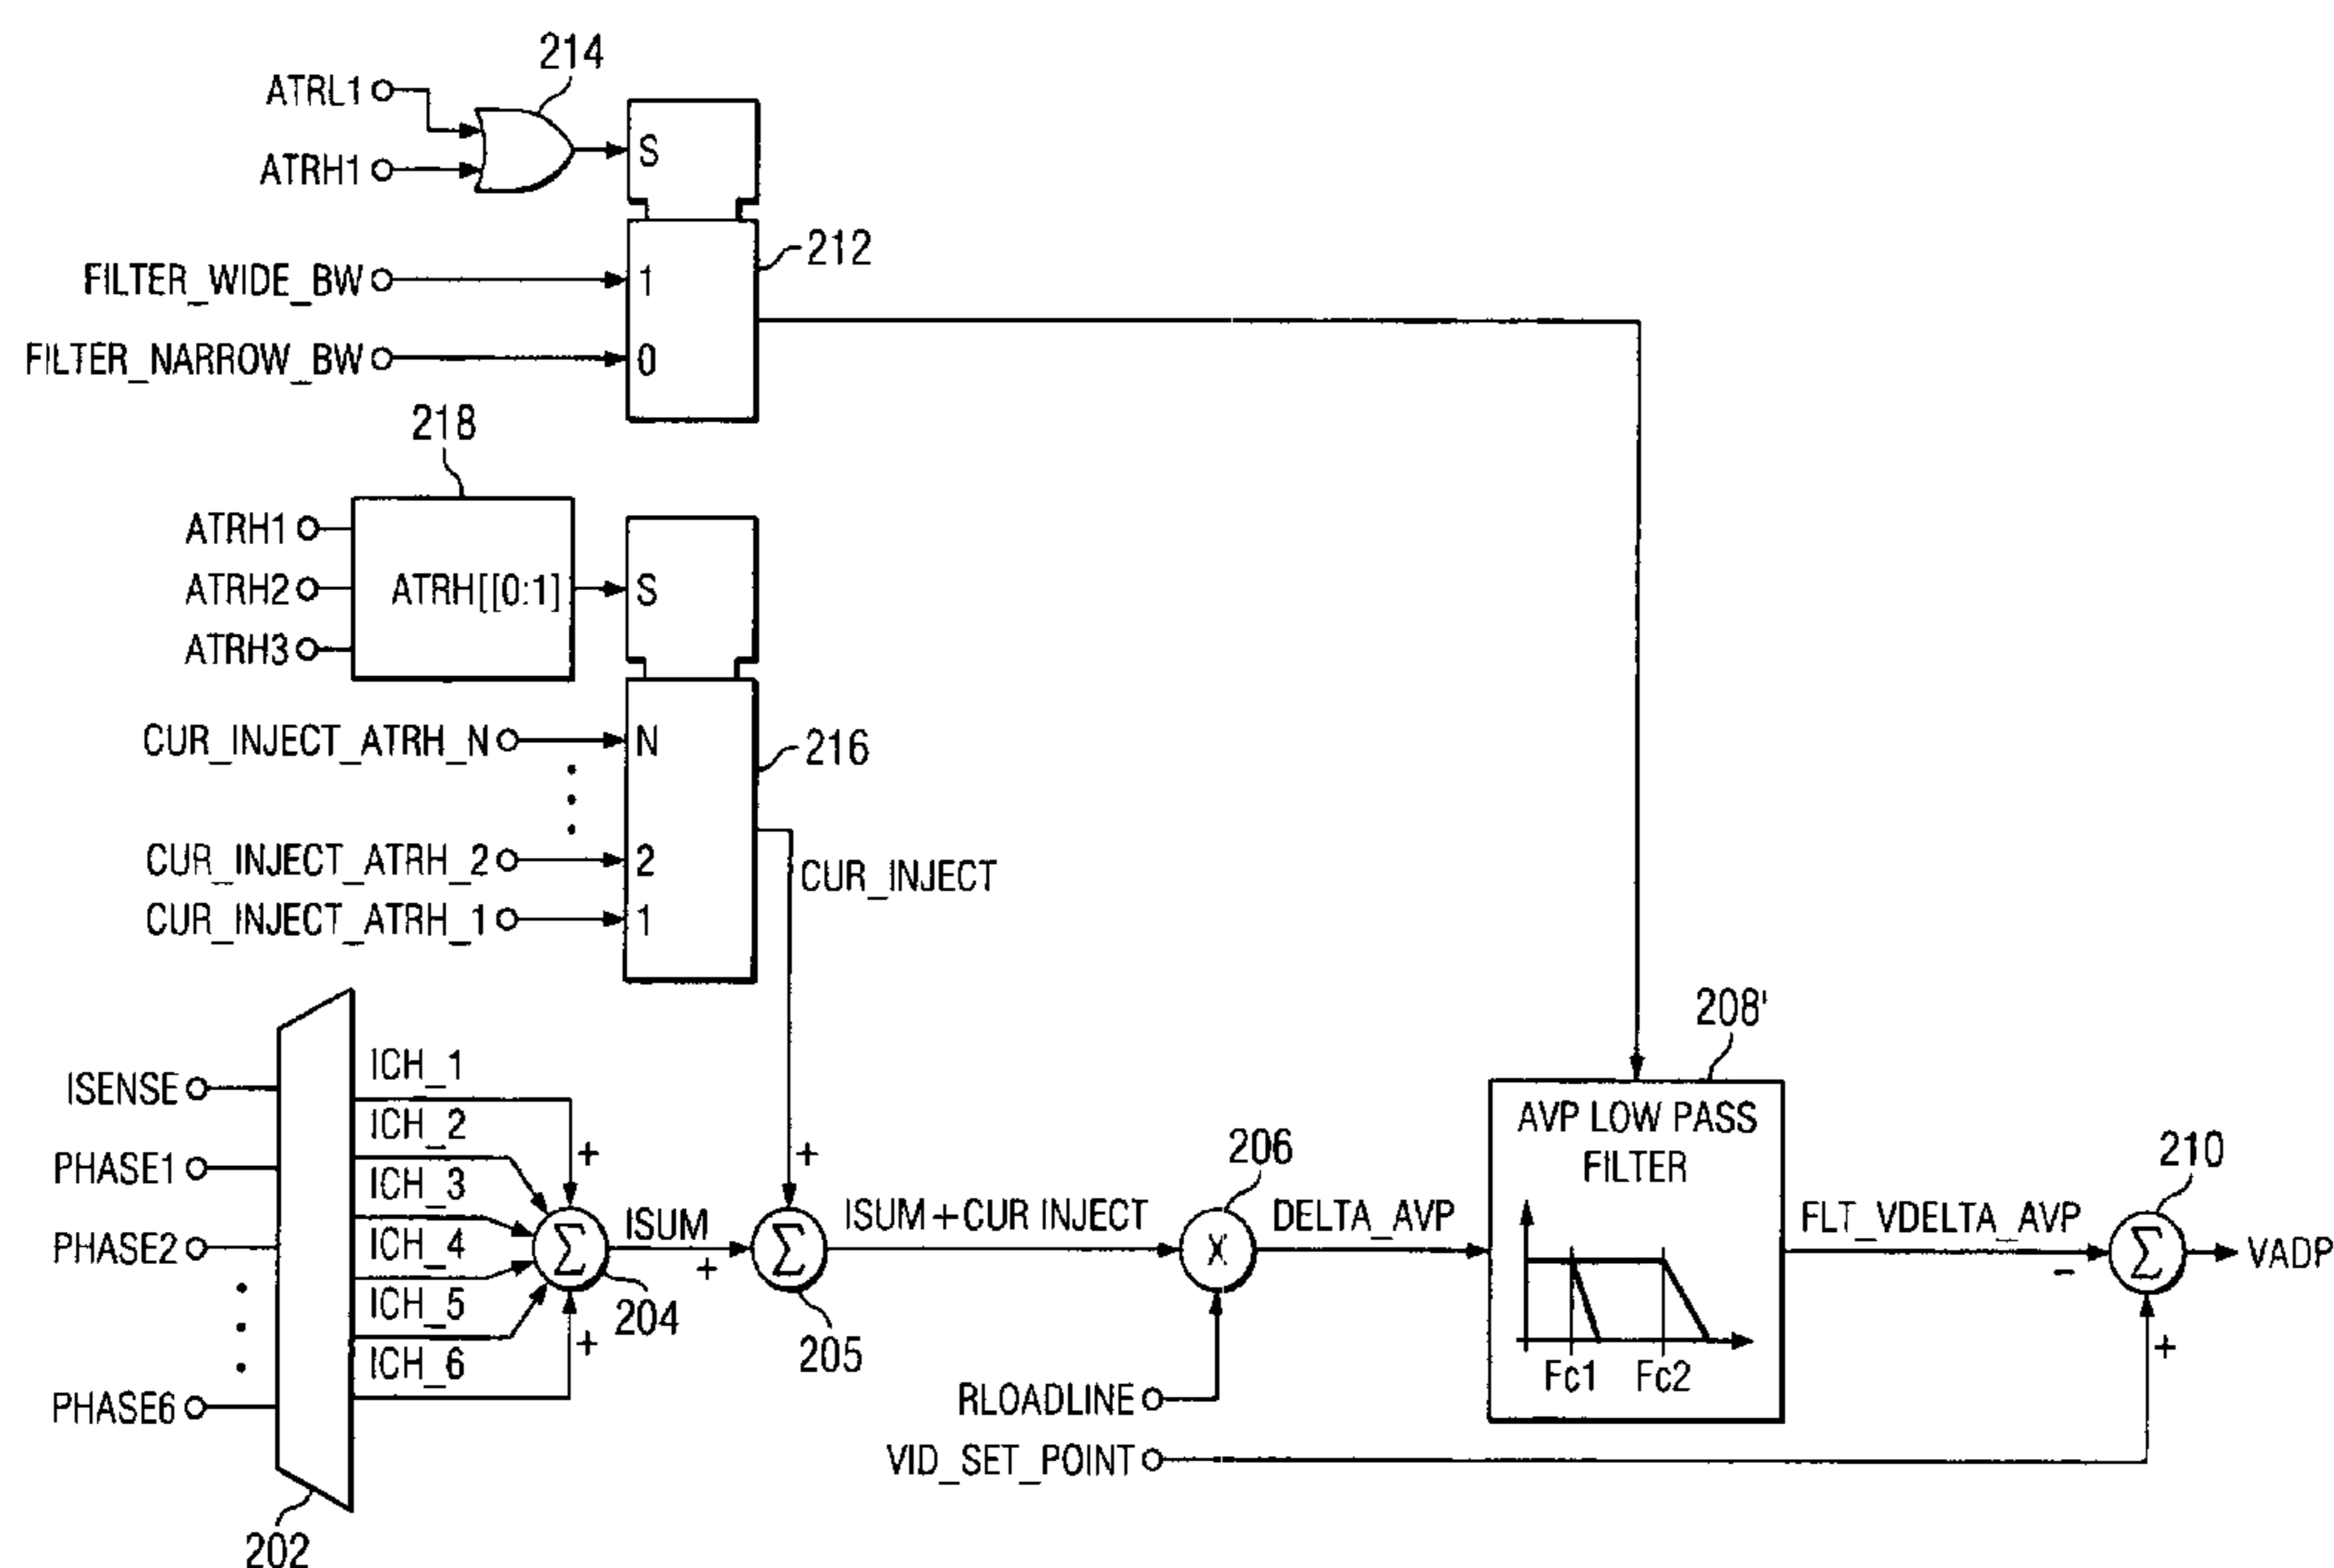 214
ATRL1
ATRH1
S
212
FILTER_WIDE_BW
1
FILTER_NARROW_BW
0
218
ATRH1
ATRH2
ATRH3
ATRH[[0:1]
S
CUR_INJECT_ATRH_N
N
216
CUR_INJECT_ATRH_2
2
CUR_INJECT_ATRH_1
1
CUR_INJECT
ISENSE
PHASE1
PHASE2
PHASE6
202
ICH_1
ICH_2
ICH_3
ICH_4
ICH_5
ICH_6
+
+
Σ
204
ISUM
+
+
Σ
205
ISUM+CUR INJECT
206
X
RLOADLINE
VID_SET_POINT
DELTA_AVP
208'
AVP LOW PASS
FILTER
Fc1
Fc2
FLT_VDELTA_AVP
-
210
Σ
+
VADP